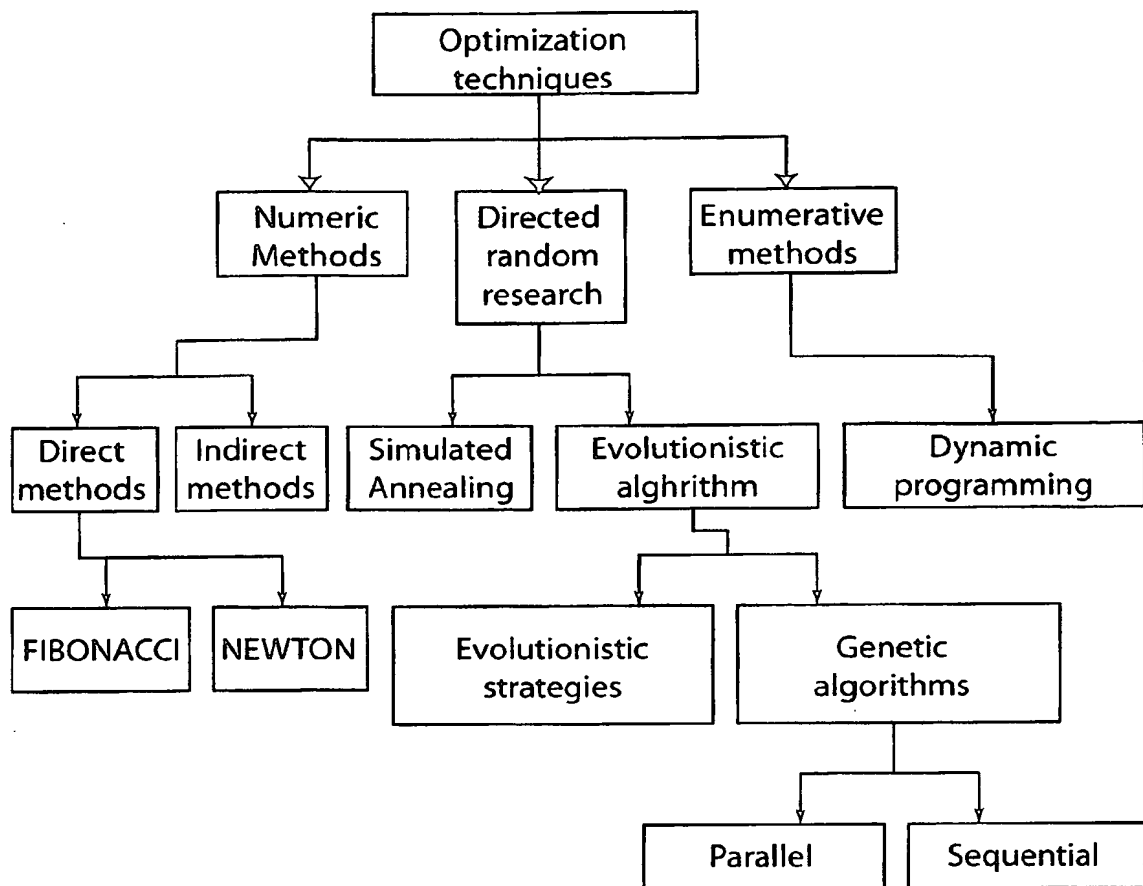 Optimization
techniques
Numeric
Methods
Directed
random
research
Enumerative
methods
Direct
methods
Indirect
methods
Simulated
Annealing
Evolutionistic
alghrithm
Dynamic
programming
FIBONACCI
NEWTON
Evolutionistic
strategies
Genetic
algorithms
Parallel
Sequential